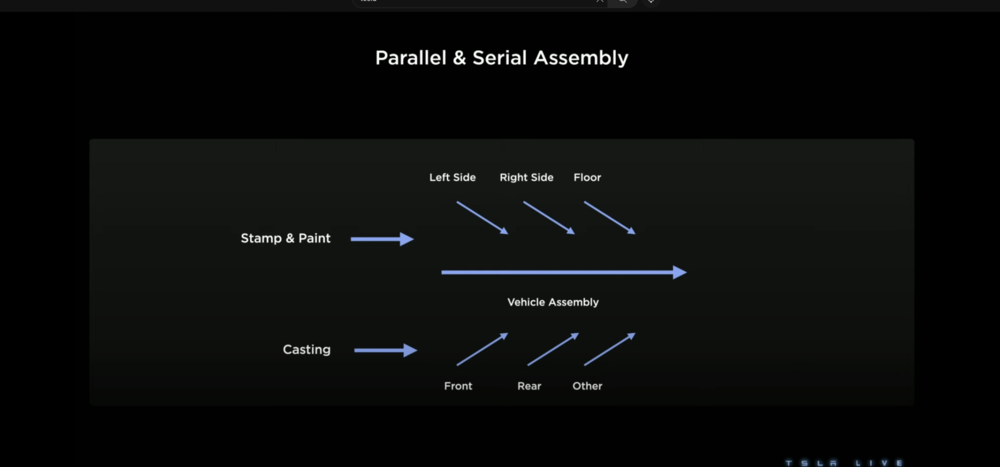 Parallel & Serial Assembly
Left Side Right Side Floor
Stamp & Paint
Vehicle Assembly
Casting
Front Rear Other
TSLA LIVE